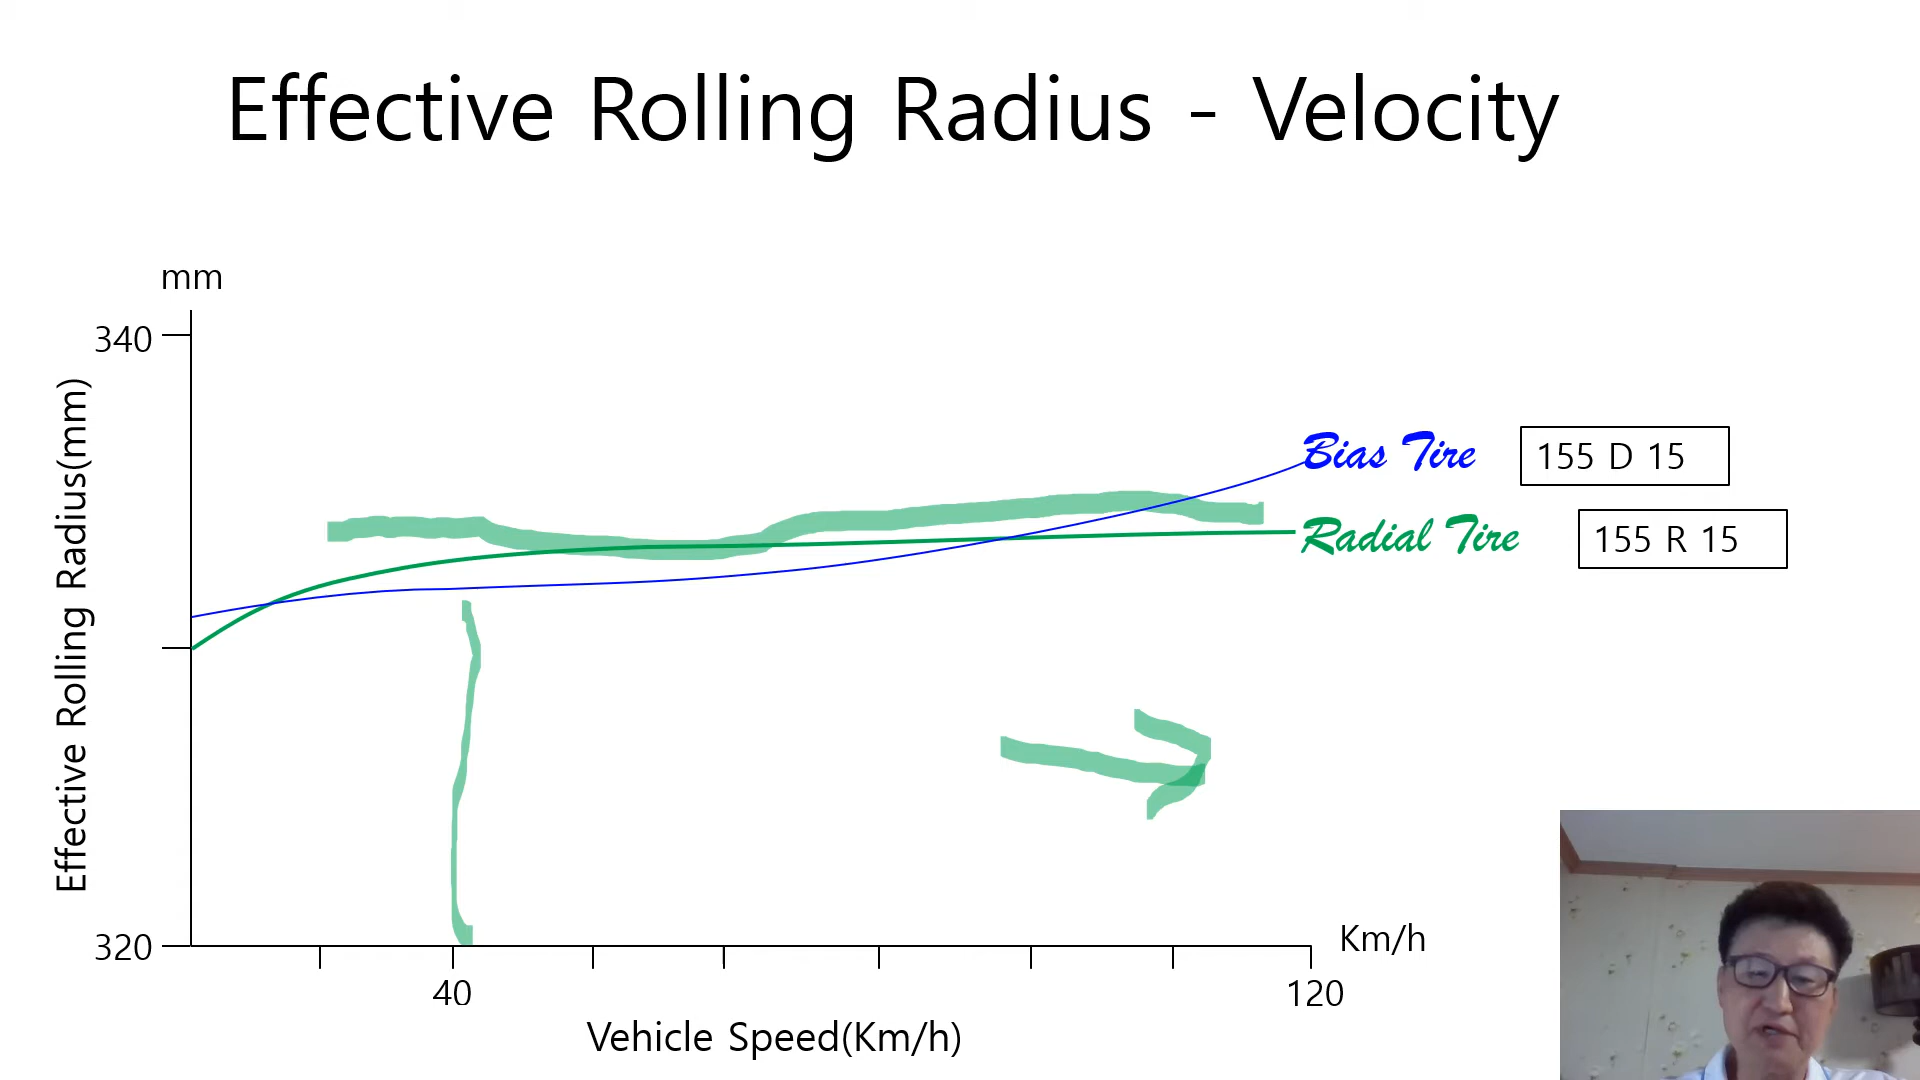 Effective Rolling Radius - Velocity
mm
340
Effective Rolling Radius(mm)
Bias Tire
155 D 15
Radial Tire
155 R 15
320
Km/h
40
120
Vehicle Speed(Km/h)